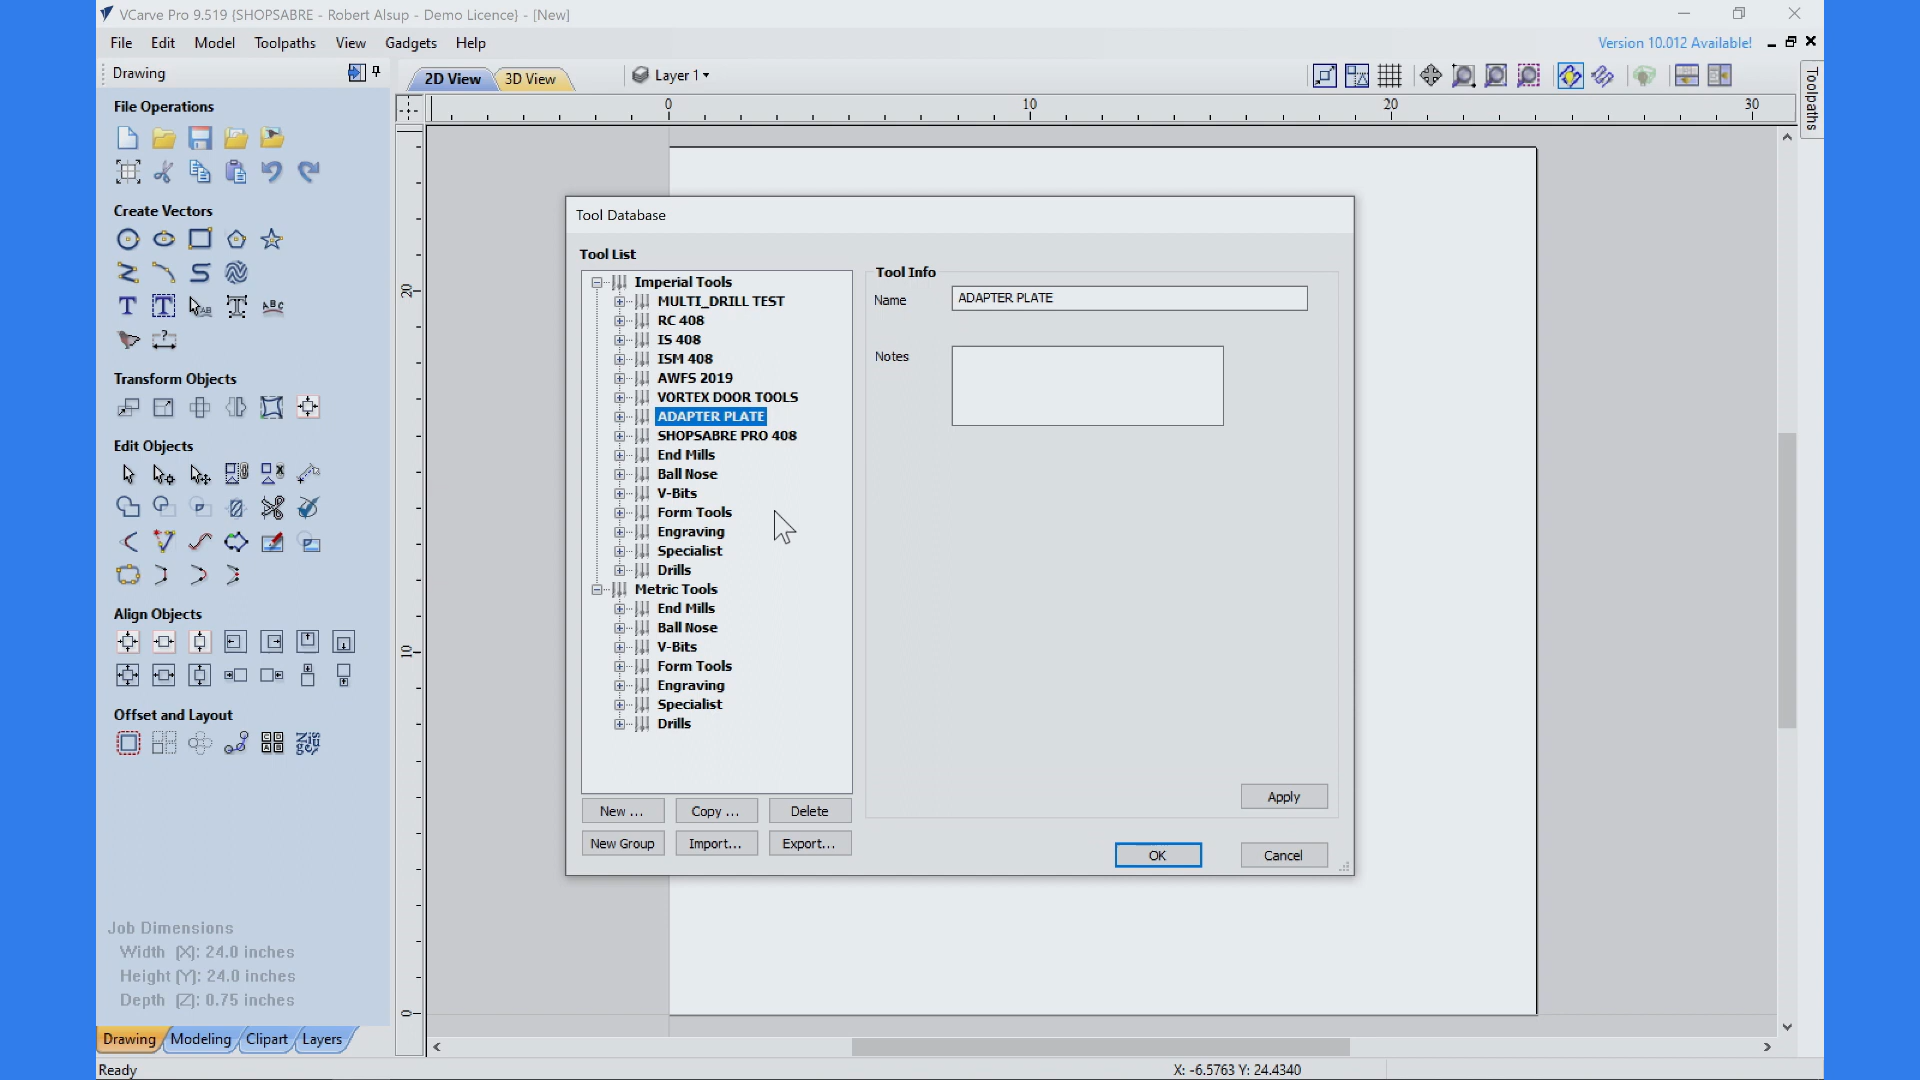 VCarve Pro 9.519 {SHOPSABRE - Robert Alsup - Demo Licence} - [New]
File Edit Model Toolpaths View Gadgets Help
Version 10.012 Available!
Drawing
2D View 3D View Layer 1
Toolpaths
File Operations
0 10 20 30
Create Vectors
Transform Objects
Edit Objects
Align Objects
Offset and Layout
20
10
0
Tool Database
Tool List
Imperial Tools
MULTI_DRILL TEST
RC 408
IS 408
ISM 408
AWFS 2019
VORTEX DOOR TOOLS
ADAPTER PLATE
SHOPSABRE PRO 408
End Mills
Ball Nose
V-Bits
Form Tools
Engraving
Specialist
Drills
Metric Tools
End Mills
Ball Nose
V-Bits
Form Tools
Engraving
Specialist
Drills
Tool Info
Name ADAPTER PLATE
Notes
Apply
New ... Copy ... Delete
New Group Import... Export...
OK Cancel
Job Dimensions
Width (X): 24.0 inches
Height (Y): 24.0 inches
Depth (Z): 0.75 inches
Drawing Modeling Clipart Layers
Ready
X: -6.5763 Y: 24.4340